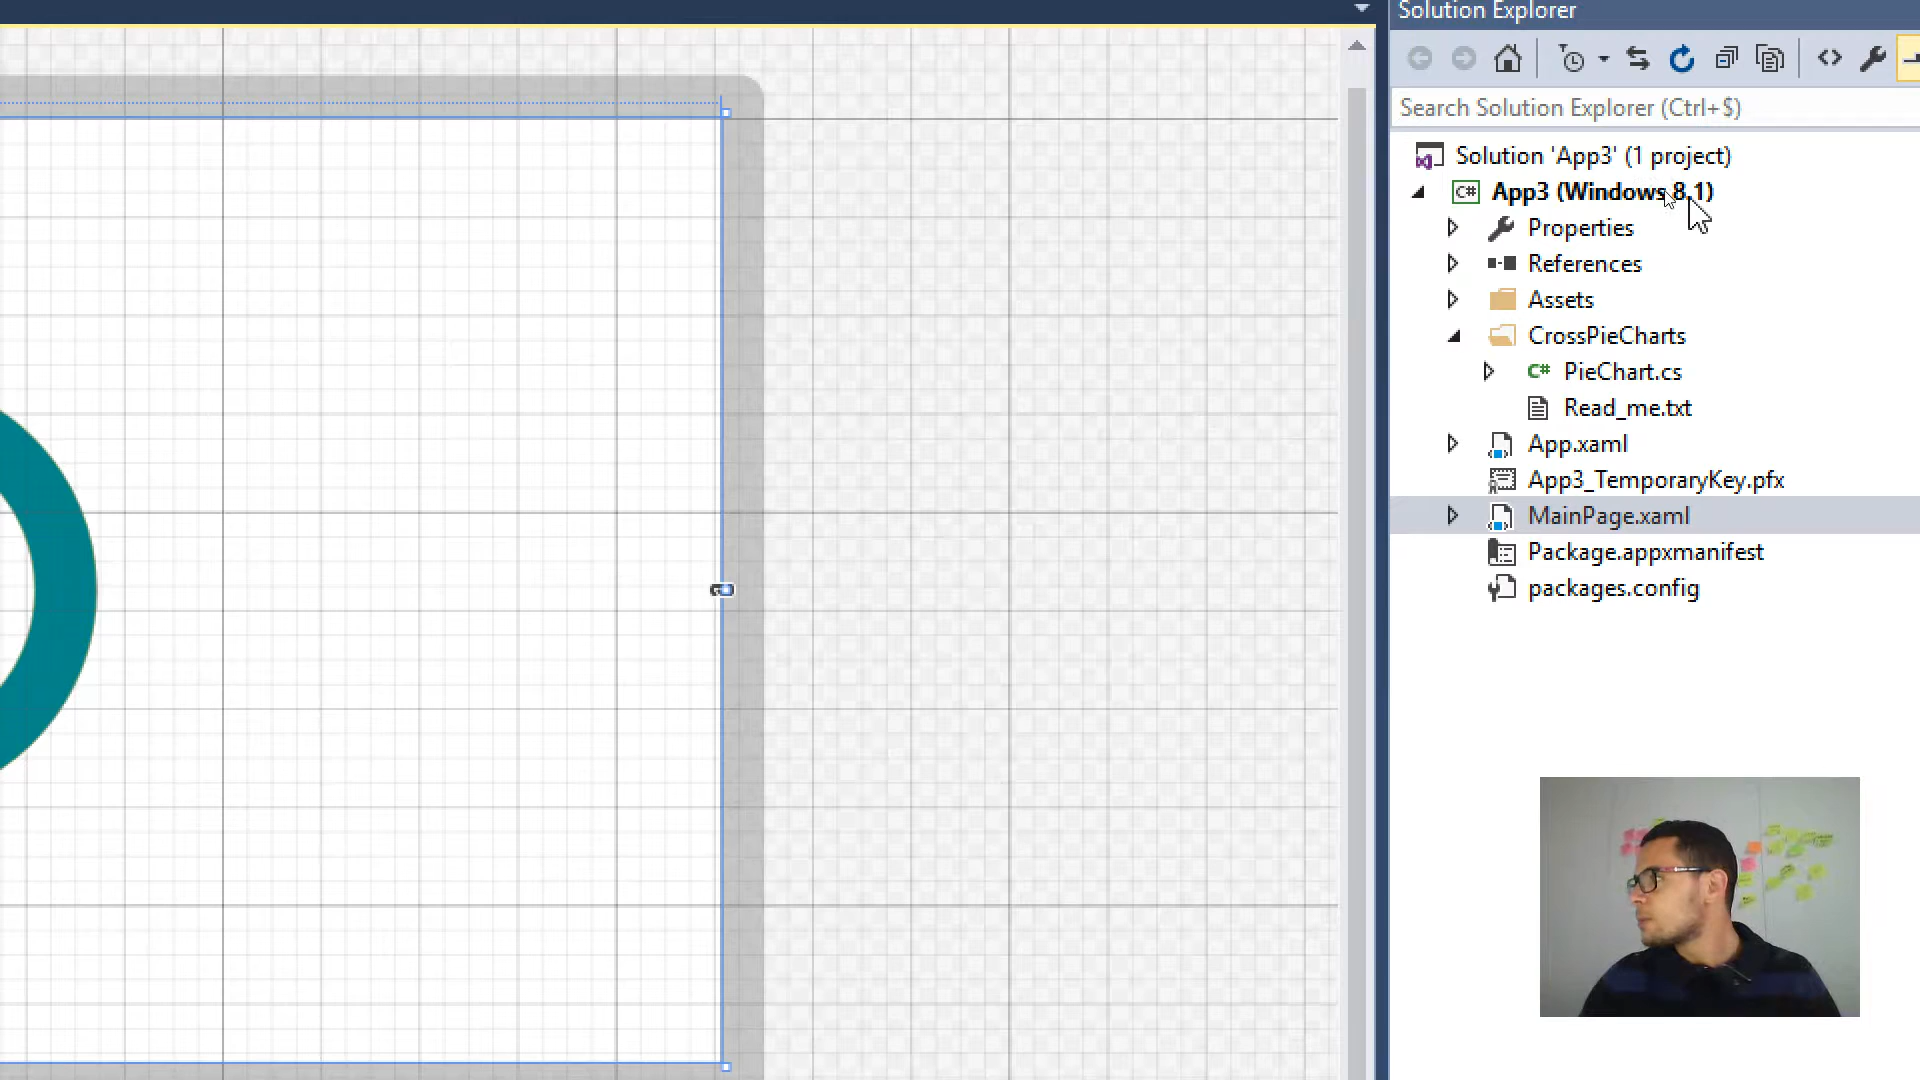 Solution Explorer
Search Solution Explorer (Ctrl+$)
Solution 'App3' (1 project)
C# App3 (Windows 8.1)
Properties
References
Assets
CrossPieCharts
C# PieChart.cs
Read_me.txt
App.xaml
App3_TemporaryKey.pfx
MainPage.xaml
Package.appxmanifest
packages.config